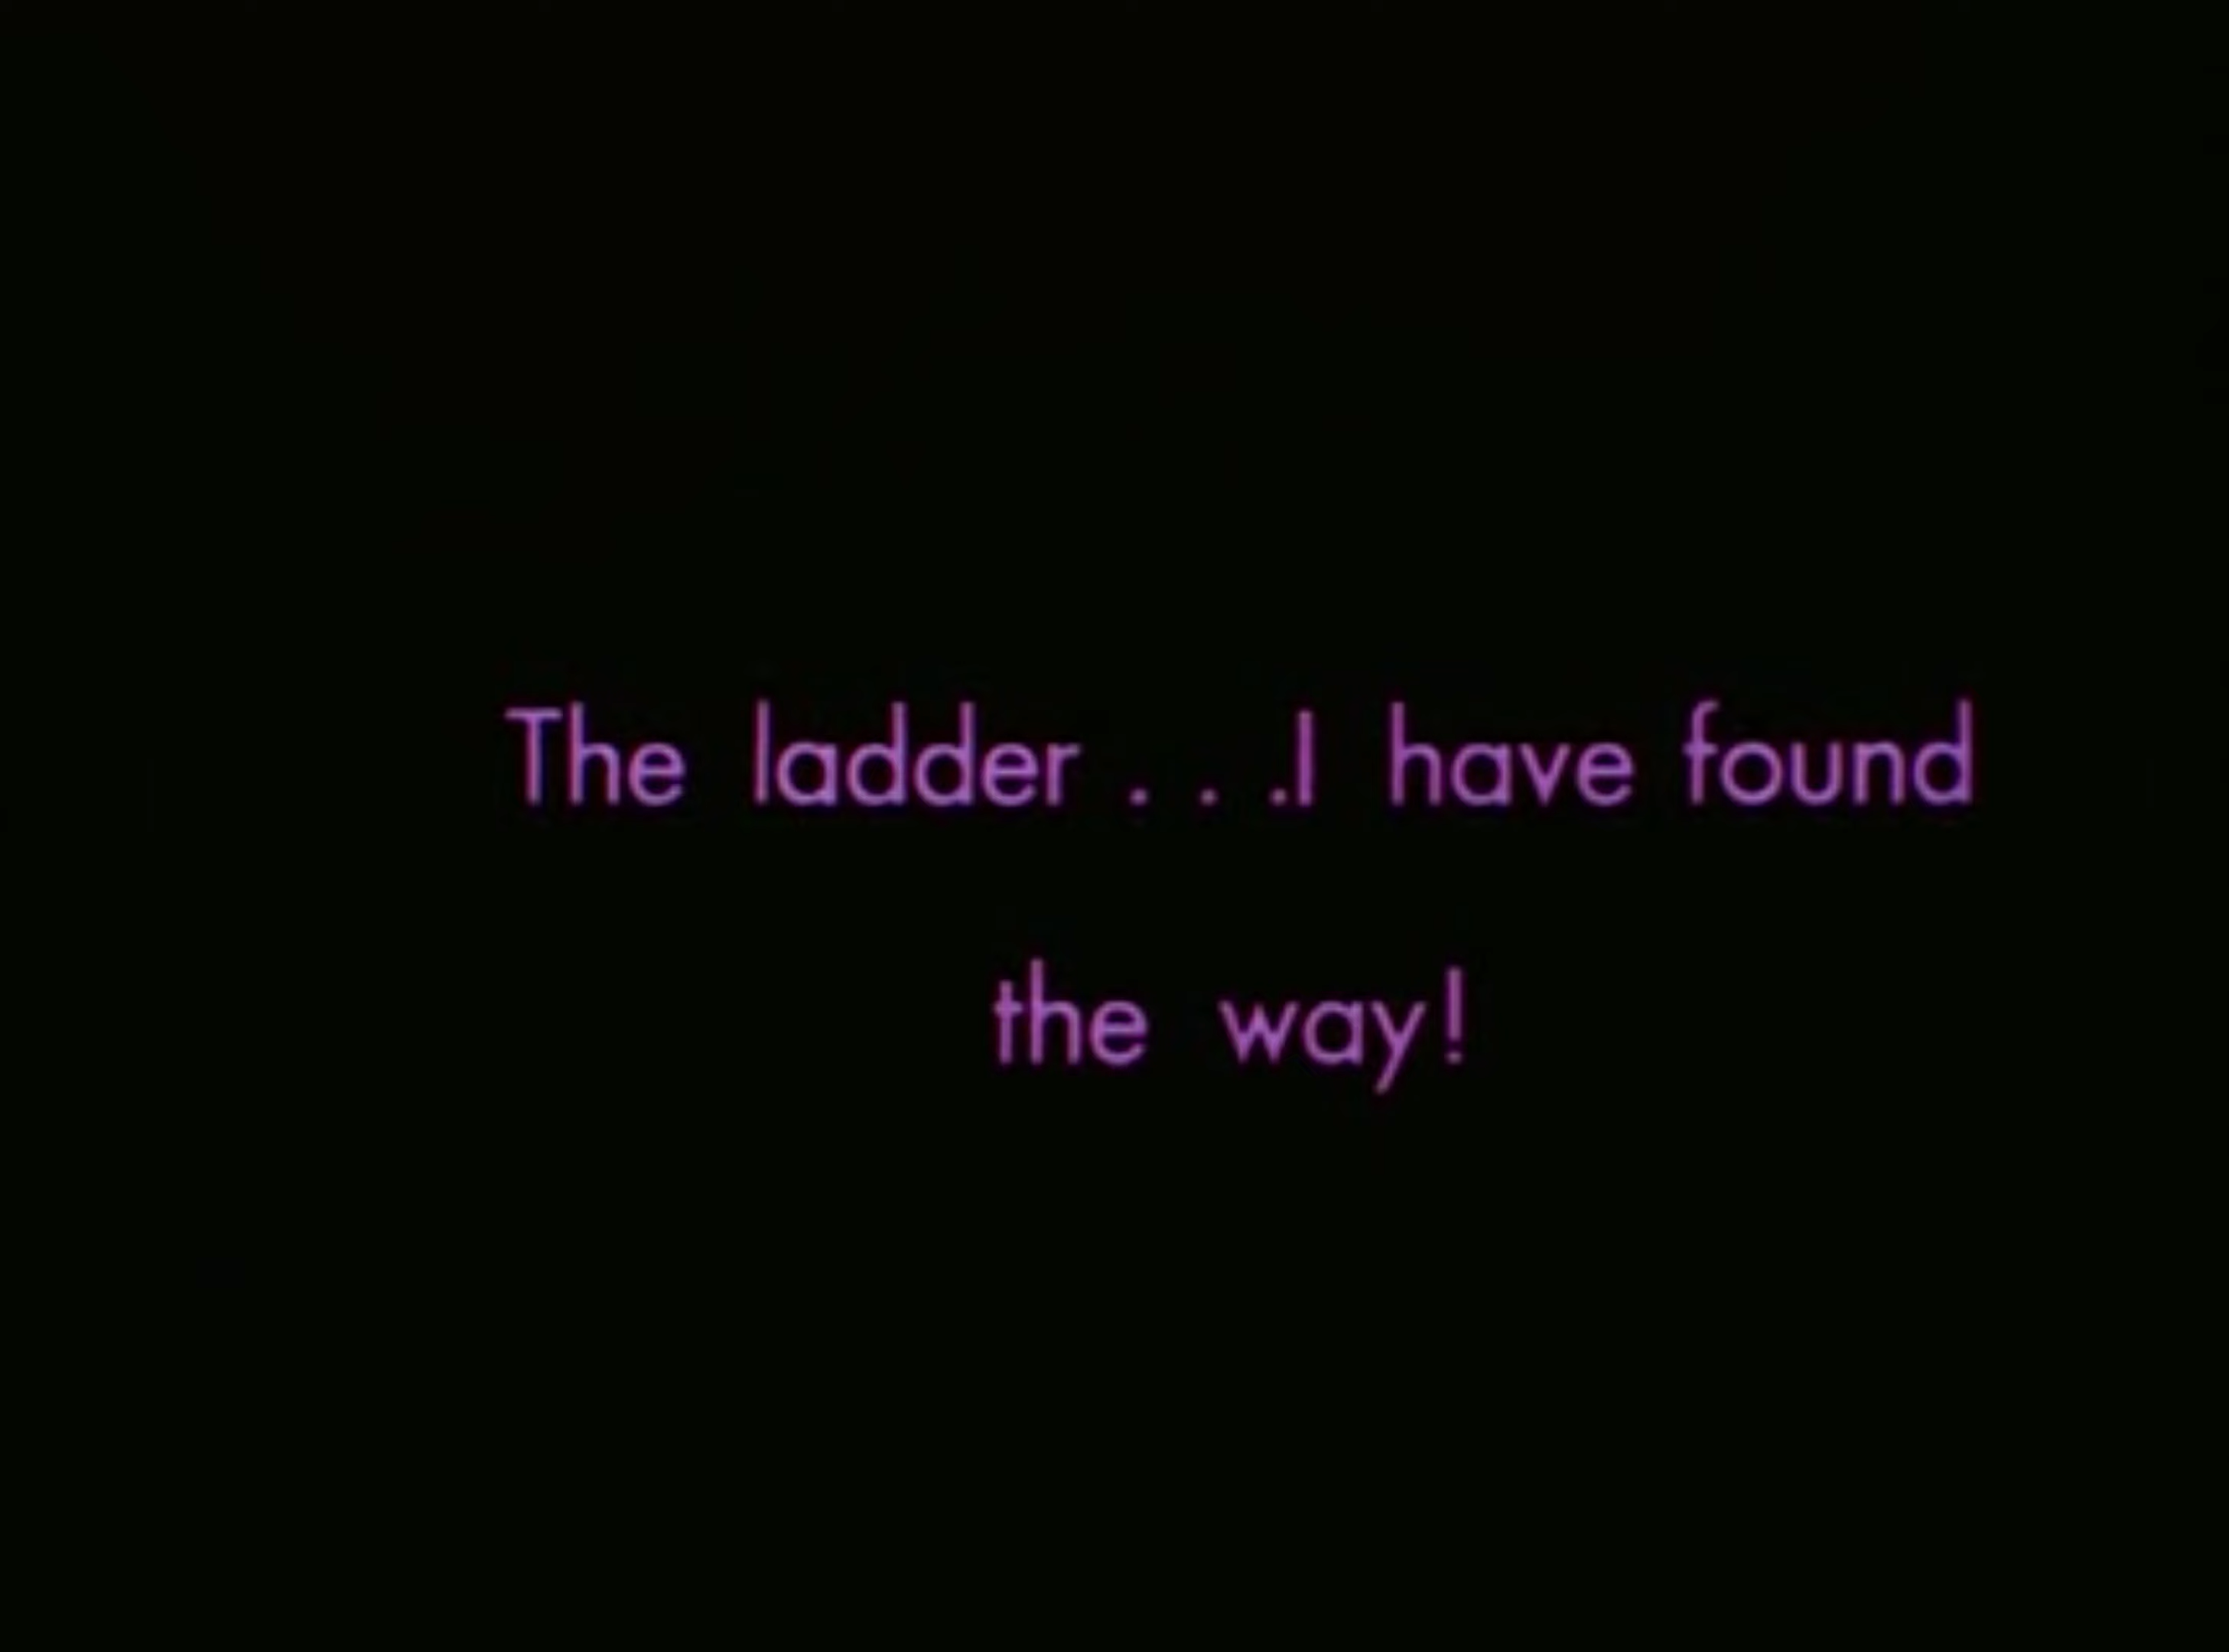 The ladder . . .I have found
the way!